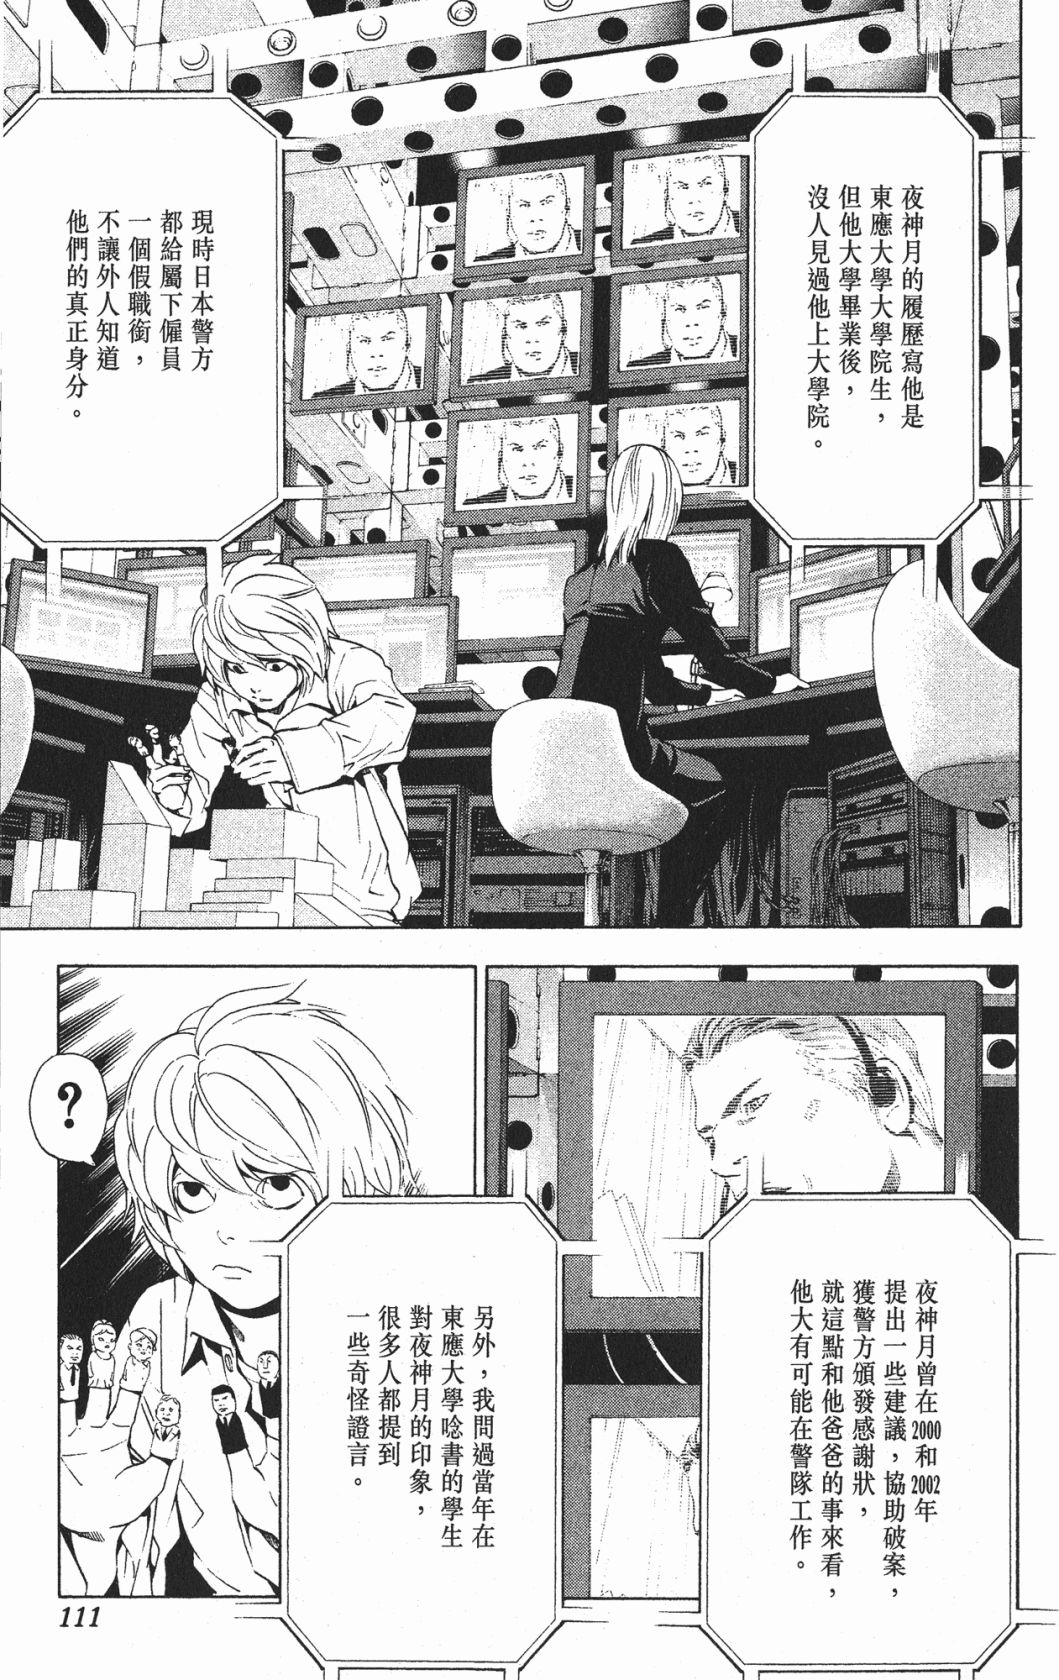 夜神月的履歷寫他是
東應大學大學院生，
但他大學畢業後，
沒人見過他上大學院。
現時日本警方
都給屬下僱員
一個假職銜，
不讓外人知道
他們的真正身分。
夜神月曾在2000和2002年
提出一些建議，協助破案，
獲警方頒發感謝狀，
就這點和他爸爸的事來看，
他大有可能在警隊工作。
另外，我問過當年在
東應大學唸書的學生
對夜神月的印象，
很多人都提到
一些奇怪證言。
？
111